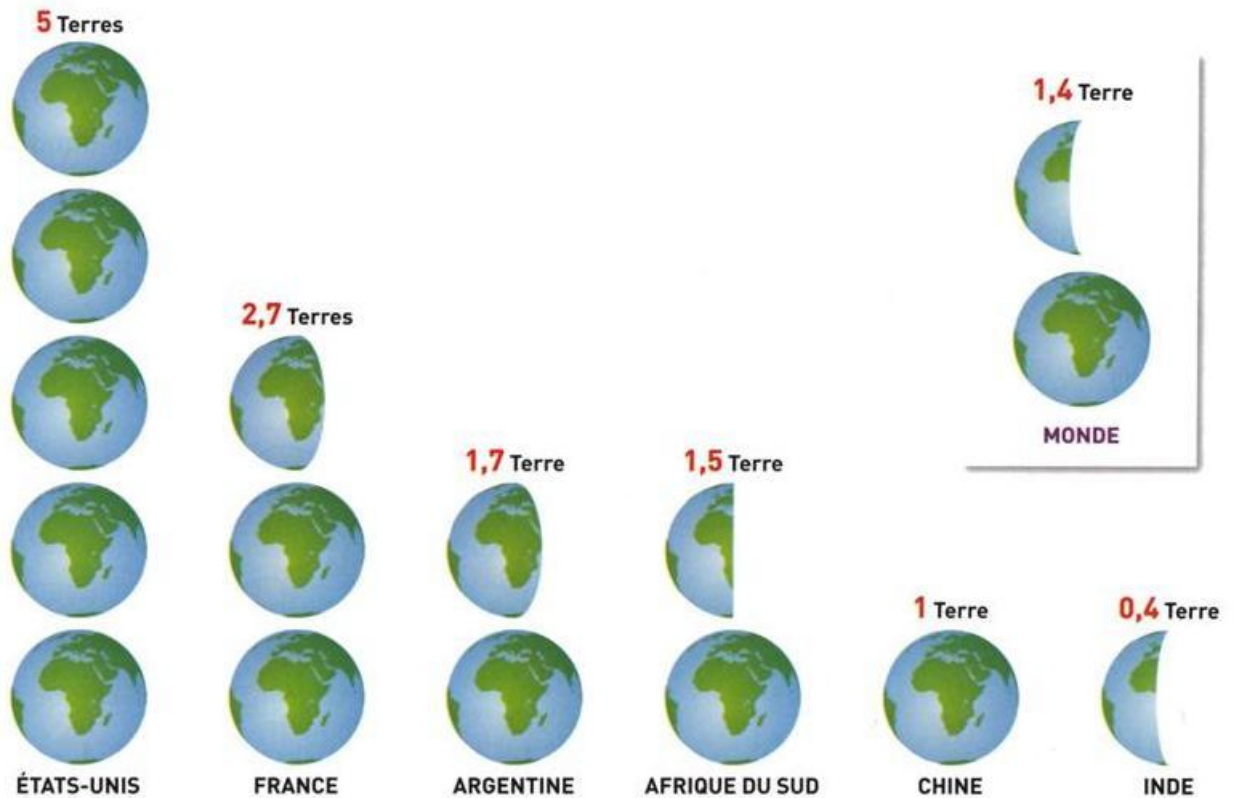 5 Terres
1,4 Terre
2,7 Terres
MONDE
1,7 Terre
1,5 Terre
1 Terre
0,4 Terre
ÉTATS-UNIS
FRANCE
ARGENTINE
AFRIQUE DU SUD
CHINE
INDE